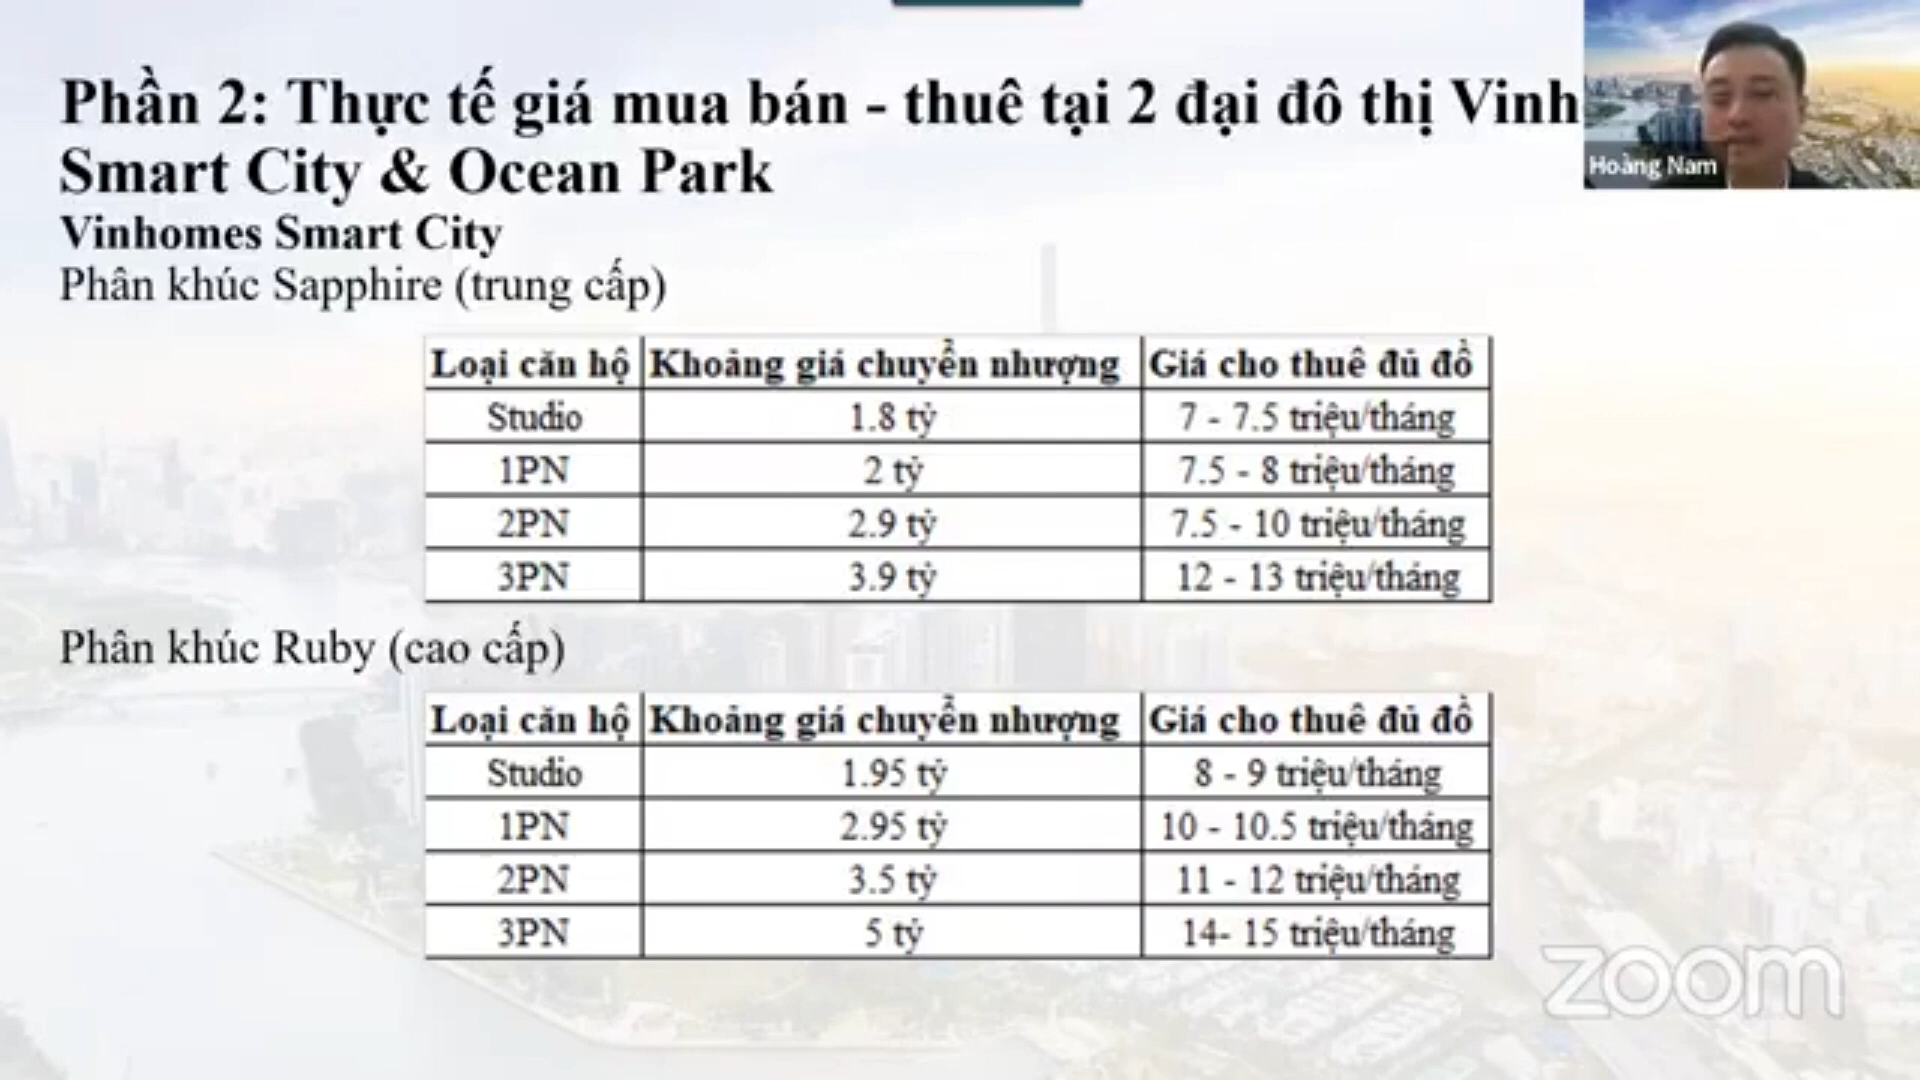 Phần 2: Thực tế giá mua bán - thuê tại 2 đại đô thị Vinh
Smart City & Ocean Park
Hoàng Nam
Vinhomes Smart City
Phân khúc Sapphire (trung cấp)
Loại căn hộ Khoảng giá chuyển nhượng Giá cho thuê đủ đồ
Studio 1.8 tỷ 7 - 7.5 triệu/tháng
1PN 2 tỷ 7.5 - 8 triệu/tháng
2PN 2.9 tỷ 7.5 - 10 triệu/tháng
3PN 3.9 tỷ 12 - 13 triệu/tháng
Phân khúc Ruby (cao cấp)
Loại căn hộ Khoảng giá chuyển nhượng Giá cho thuê đủ đồ
Studio 1.95 tỷ 8 - 9 triệu/tháng
1PN 2.95 tỷ 10 - 10.5 triệu/tháng
2PN 3.5 tỷ 11 - 12 triệu/tháng
3PN 5 tỷ 14- 15 triệu/tháng
zoom